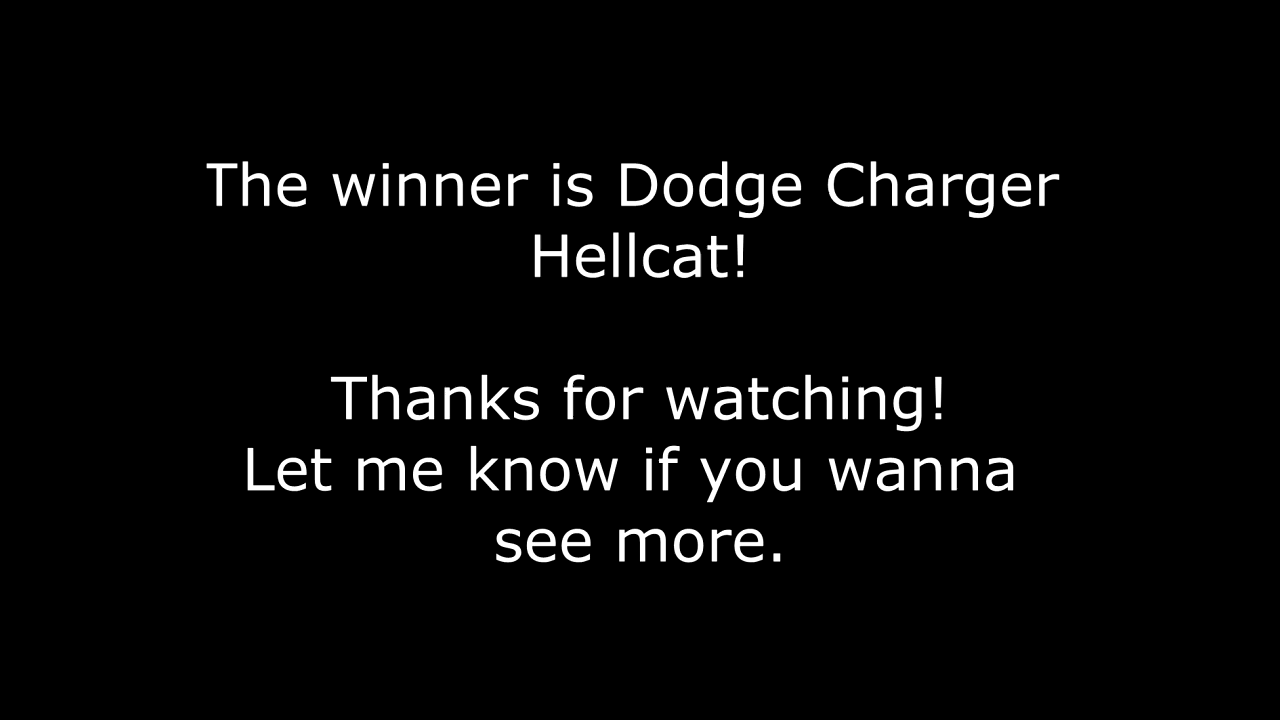 The winner is Dodge Charger
Hellcat!
Thanks for watching!
Let me know if you wanna
see more.